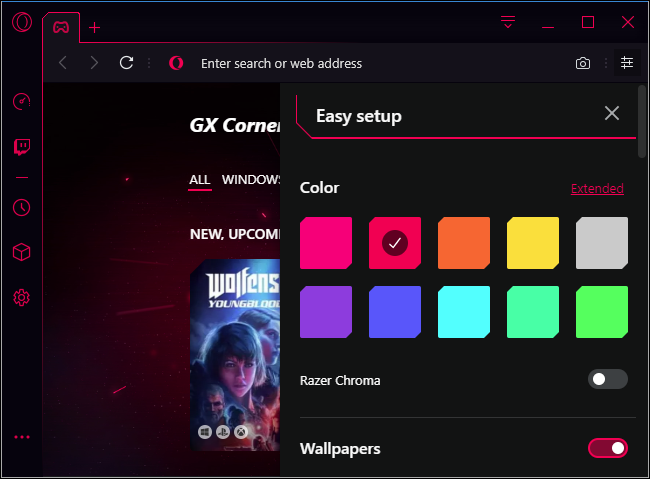 Enter search or web address
GX Corner
Easy setup
ALL WINDOWS
Color
Extended
NEW, UPCOMI
WOLFENS
YOUNGBLOOD
Razer Chroma
Wallpapers